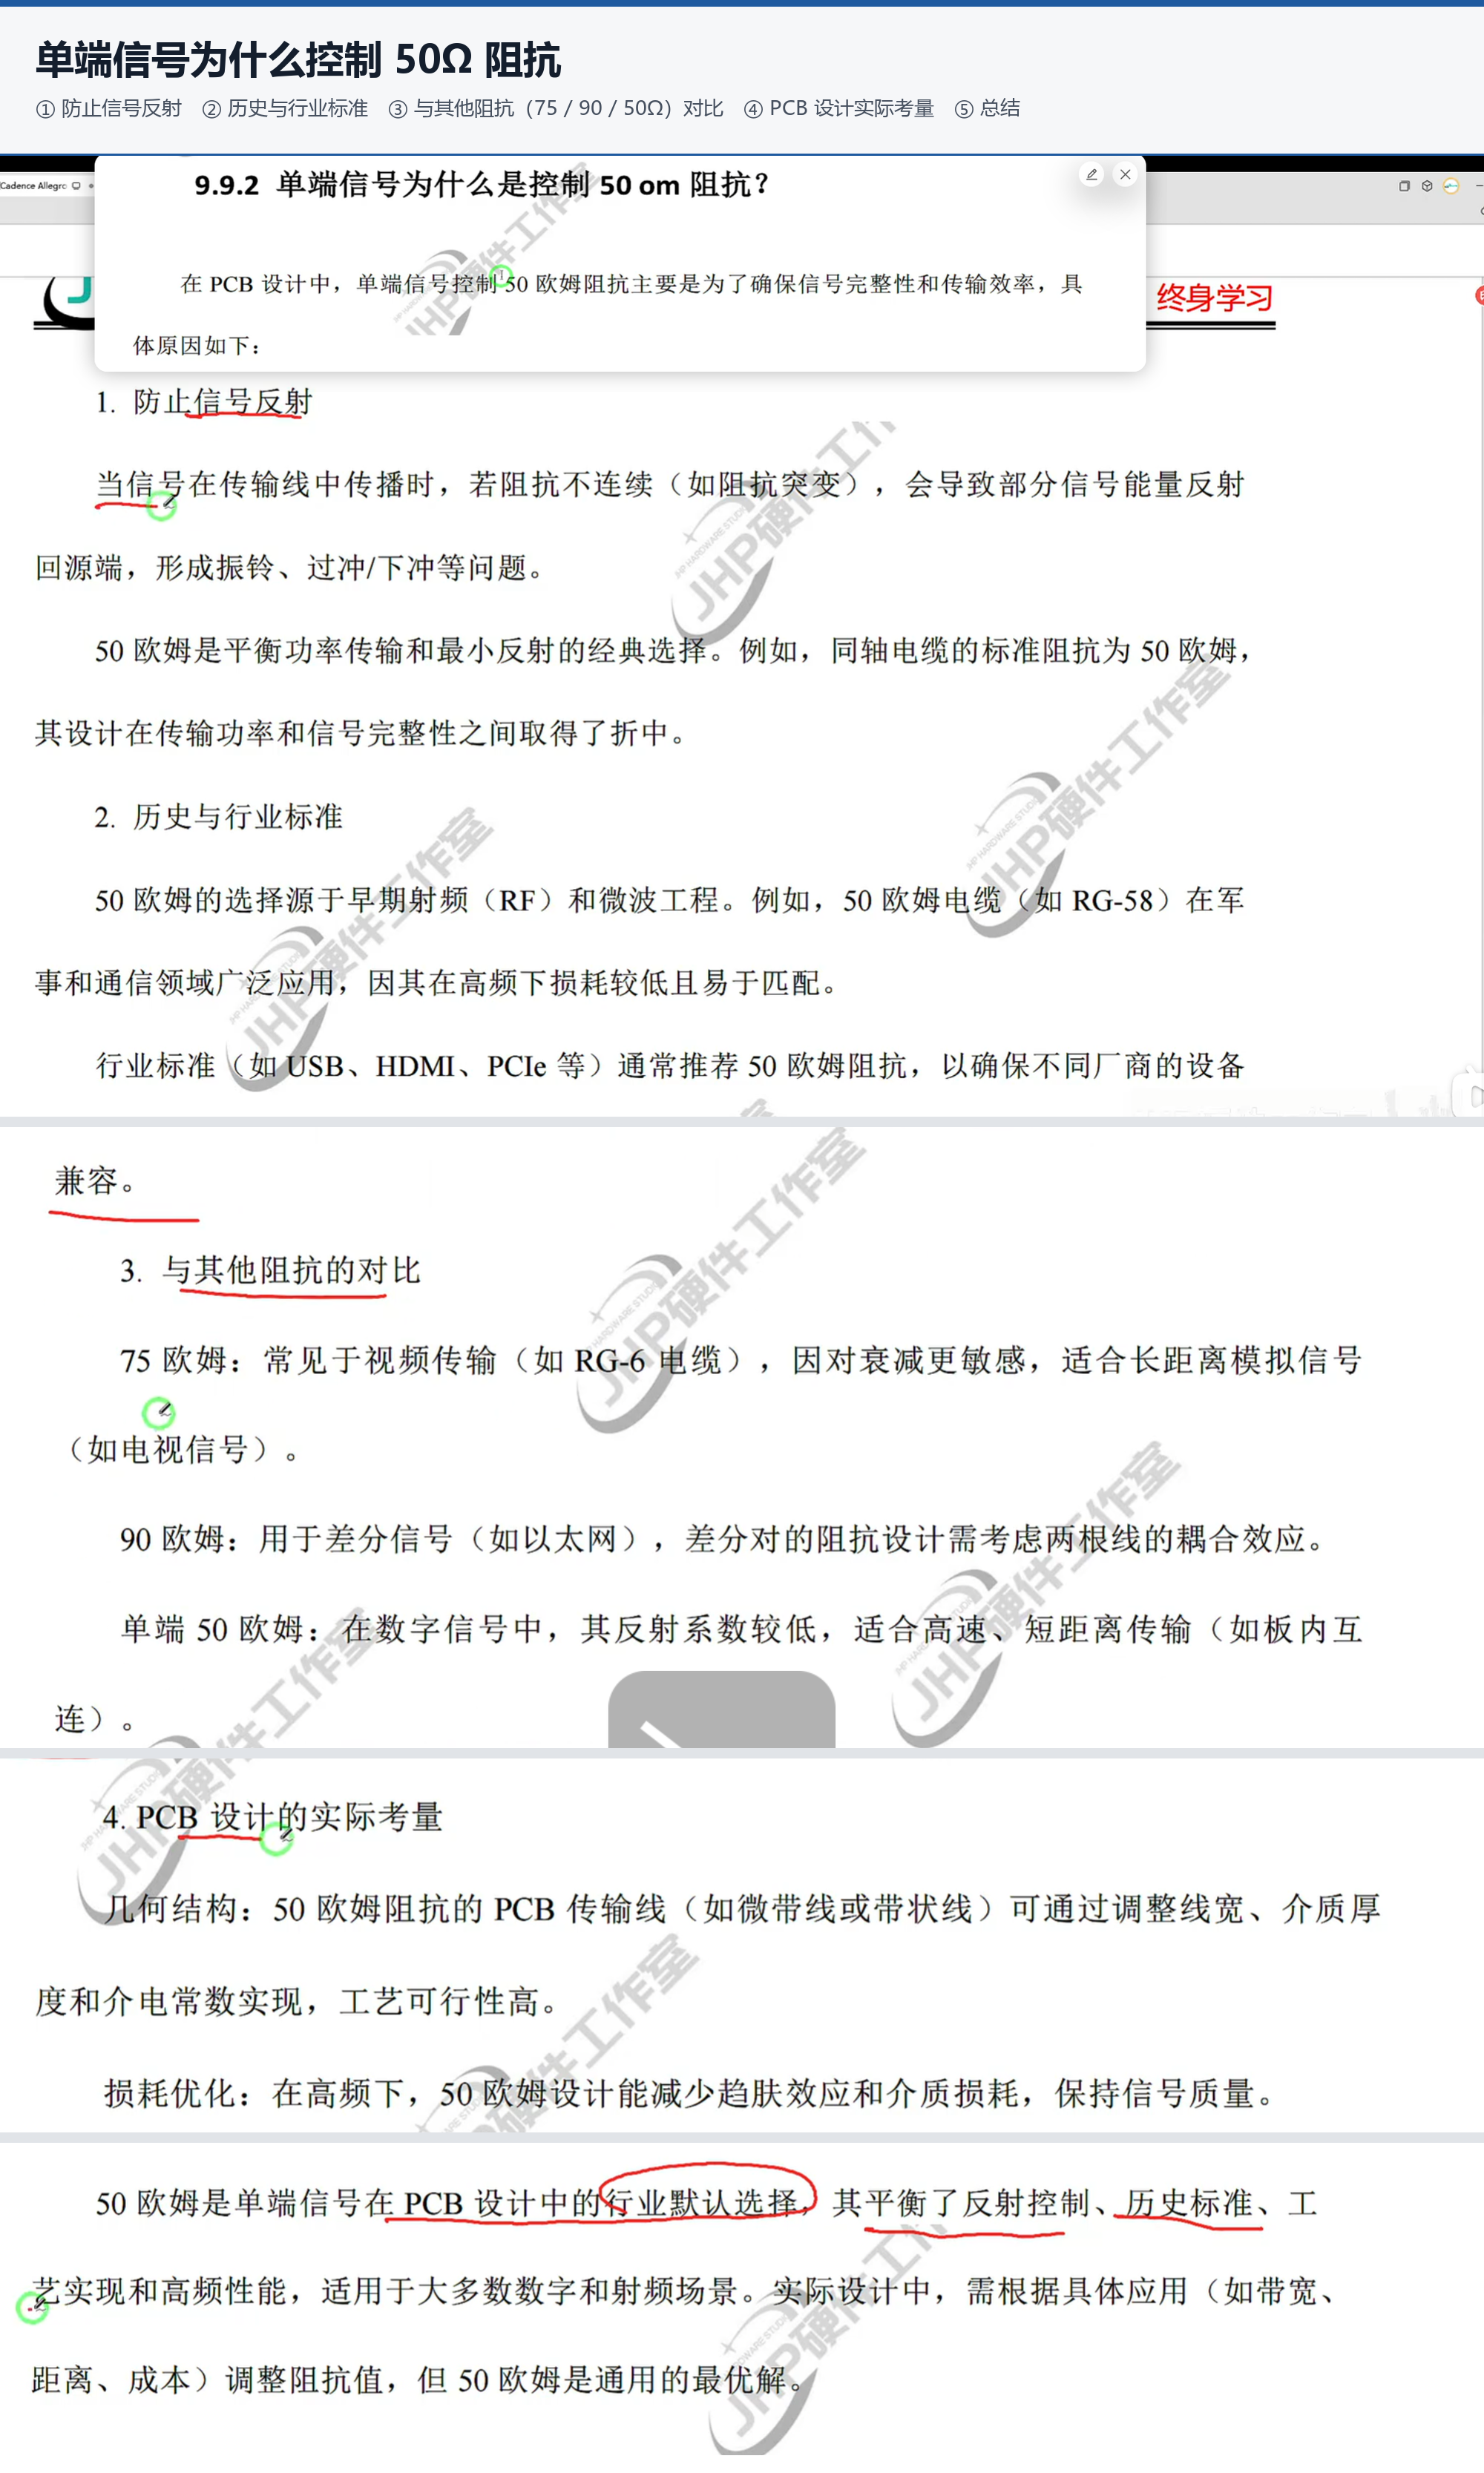 单端信号为什么控制 50Ω 阻抗
① 防止信号反射 ② 历史与行业标准 ③ 与其他阻抗（75 / 90 / 50Ω）对比 ④ PCB 设计实际考量 ⑤ 总结
Cadence Allegro
9.9.2 单端信号为什么是控制 50 om 阻抗？
在 PCB 设计中，单端信号控制 50 欧姆阻抗主要是为了确保信号完整性和传输效率，具
体原因如下：
终身学习
1. 防止信号反射
当信号在传输线中传播时，若阻抗不连续（如阻抗突变），会导致部分信号能量反射
回源端，形成振铃、过冲/下冲等问题。
50 欧姆是平衡功率传输和最小反射的经典选择。例如，同轴电缆的标准阻抗为 50 欧姆，
其设计在传输功率和信号完整性之间取得了折中。
2. 历史与行业标准
50 欧姆的选择源于早期射频（RF）和微波工程。例如，50 欧姆电缆（如 RG-58）在军
事和通信领域广泛应用，因其在高频下损耗较低且易于匹配。
行业标准（如 USB、HDMI、PCIe 等）通常推荐 50 欧姆阻抗，以确保不同厂商的设备
兼容。
3. 与其他阻抗的对比
75 欧姆：常见于视频传输（如 RG-6 电缆），因对衰减更敏感，适合长距离模拟信号
（如电视信号）。
90 欧姆：用于差分信号（如以太网），差分对的阻抗设计需考虑两根线的耦合效应。
单端 50 欧姆：在数字信号中，其反射系数较低，适合高速、短距离传输（如板内互
连）。
4. PCB 设计的实际考量
几何结构：50 欧姆阻抗的 PCB 传输线（如微带线或带状线）可通过调整线宽、介质厚
度和介电常数实现，工艺可行性高。
损耗优化：在高频下，50 欧姆设计能减少趋肤效应和介质损耗，保持信号质量。
50 欧姆是单端信号在 PCB 设计中的行业默认选择，其平衡了反射控制、历史标准、工
艺实现和高频性能，适用于大多数数字和射频场景。实际设计中，需根据具体应用（如带宽、
距离、成本）调整阻抗值，但 50 欧姆是通用的最优解。
JHP硬件工作室
JHP HARDWARE STUDIO